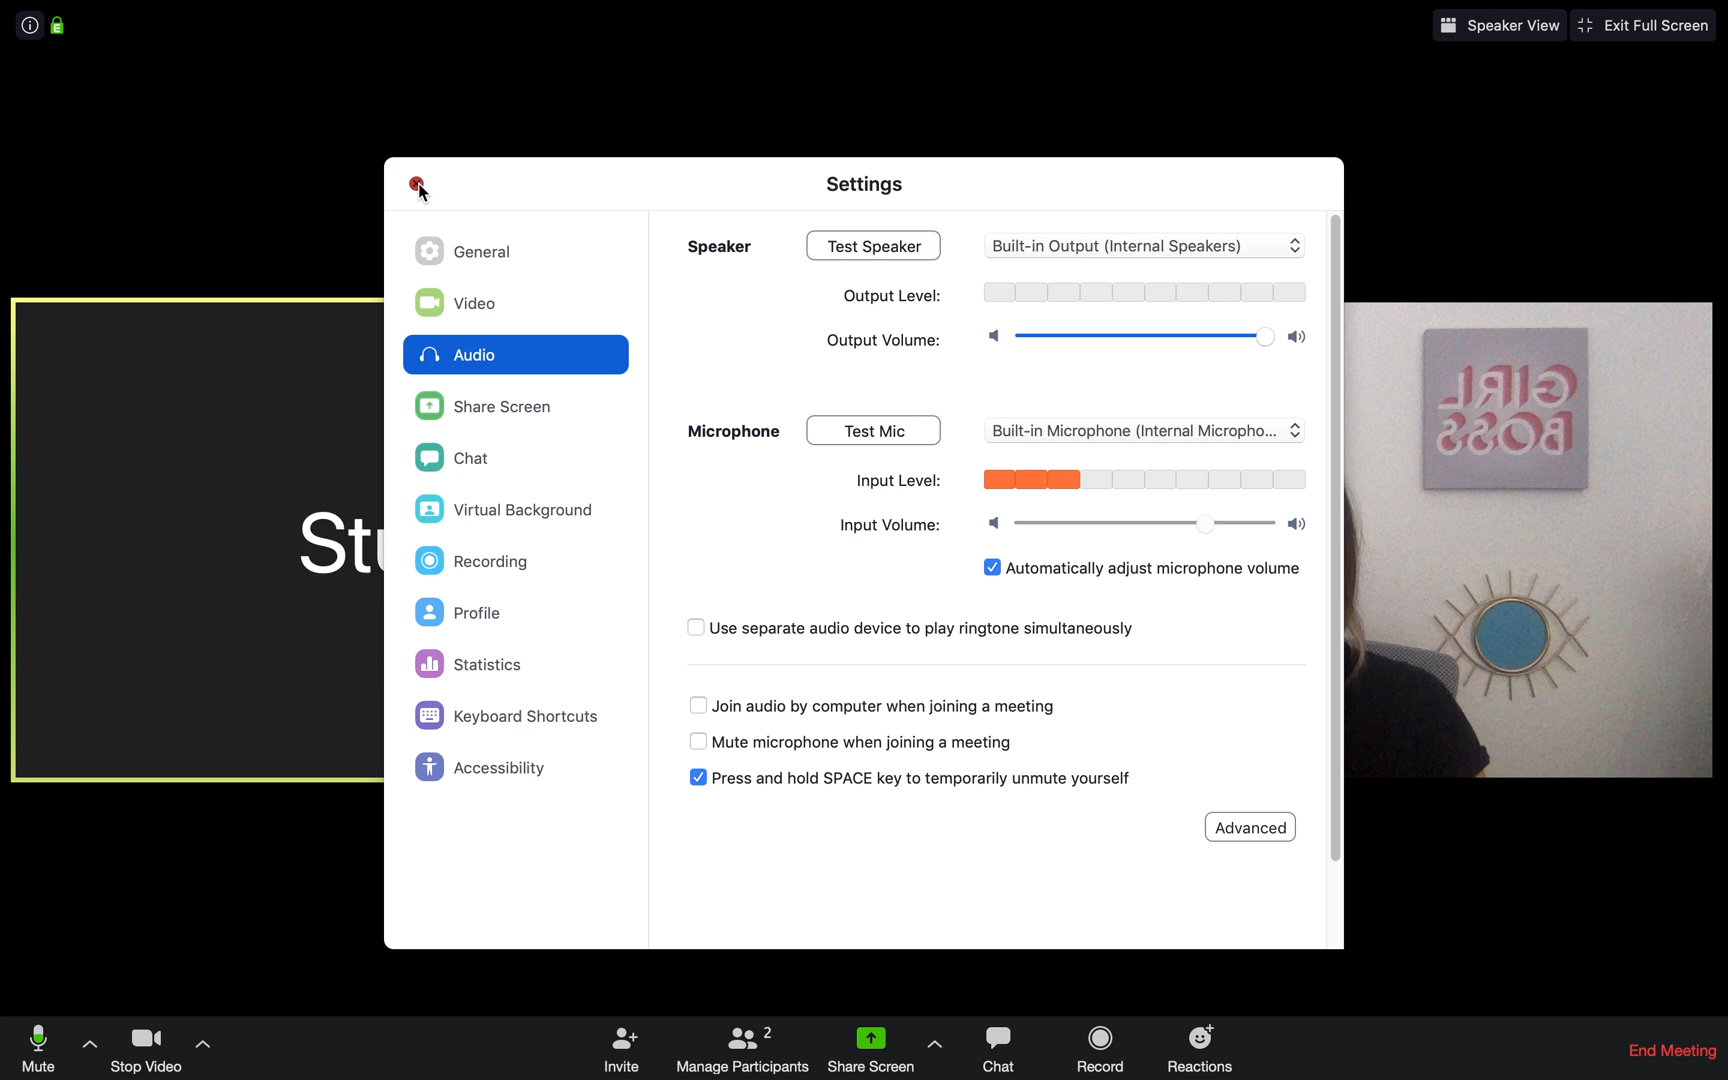 Speaker View
Exit Full Screen
Settings
General
Video
Audio
Share Screen
Chat
Virtual Background
Recording
Profile
Statistics
Keyboard Shortcuts
Accessibility
Speaker
Test Speaker
Built-in Output (Internal Speakers)
Output Level:
Output Volume:
Microphone
Test Mic
Built-in Microphone (Internal Micropho...
Input Level:
Input Volume:
Automatically adjust microphone volume
Use separate audio device to play ringtone simultaneously
Join audio by computer when joining a meeting
Mute microphone when joining a meeting
Press and hold SPACE key to temporarily unmute yourself
Advanced
Stu
GIRL
BOSS
Mute
Stop Video
Invite
Manage Participants
2
Share Screen
Chat
Record
Reactions
End Meeting